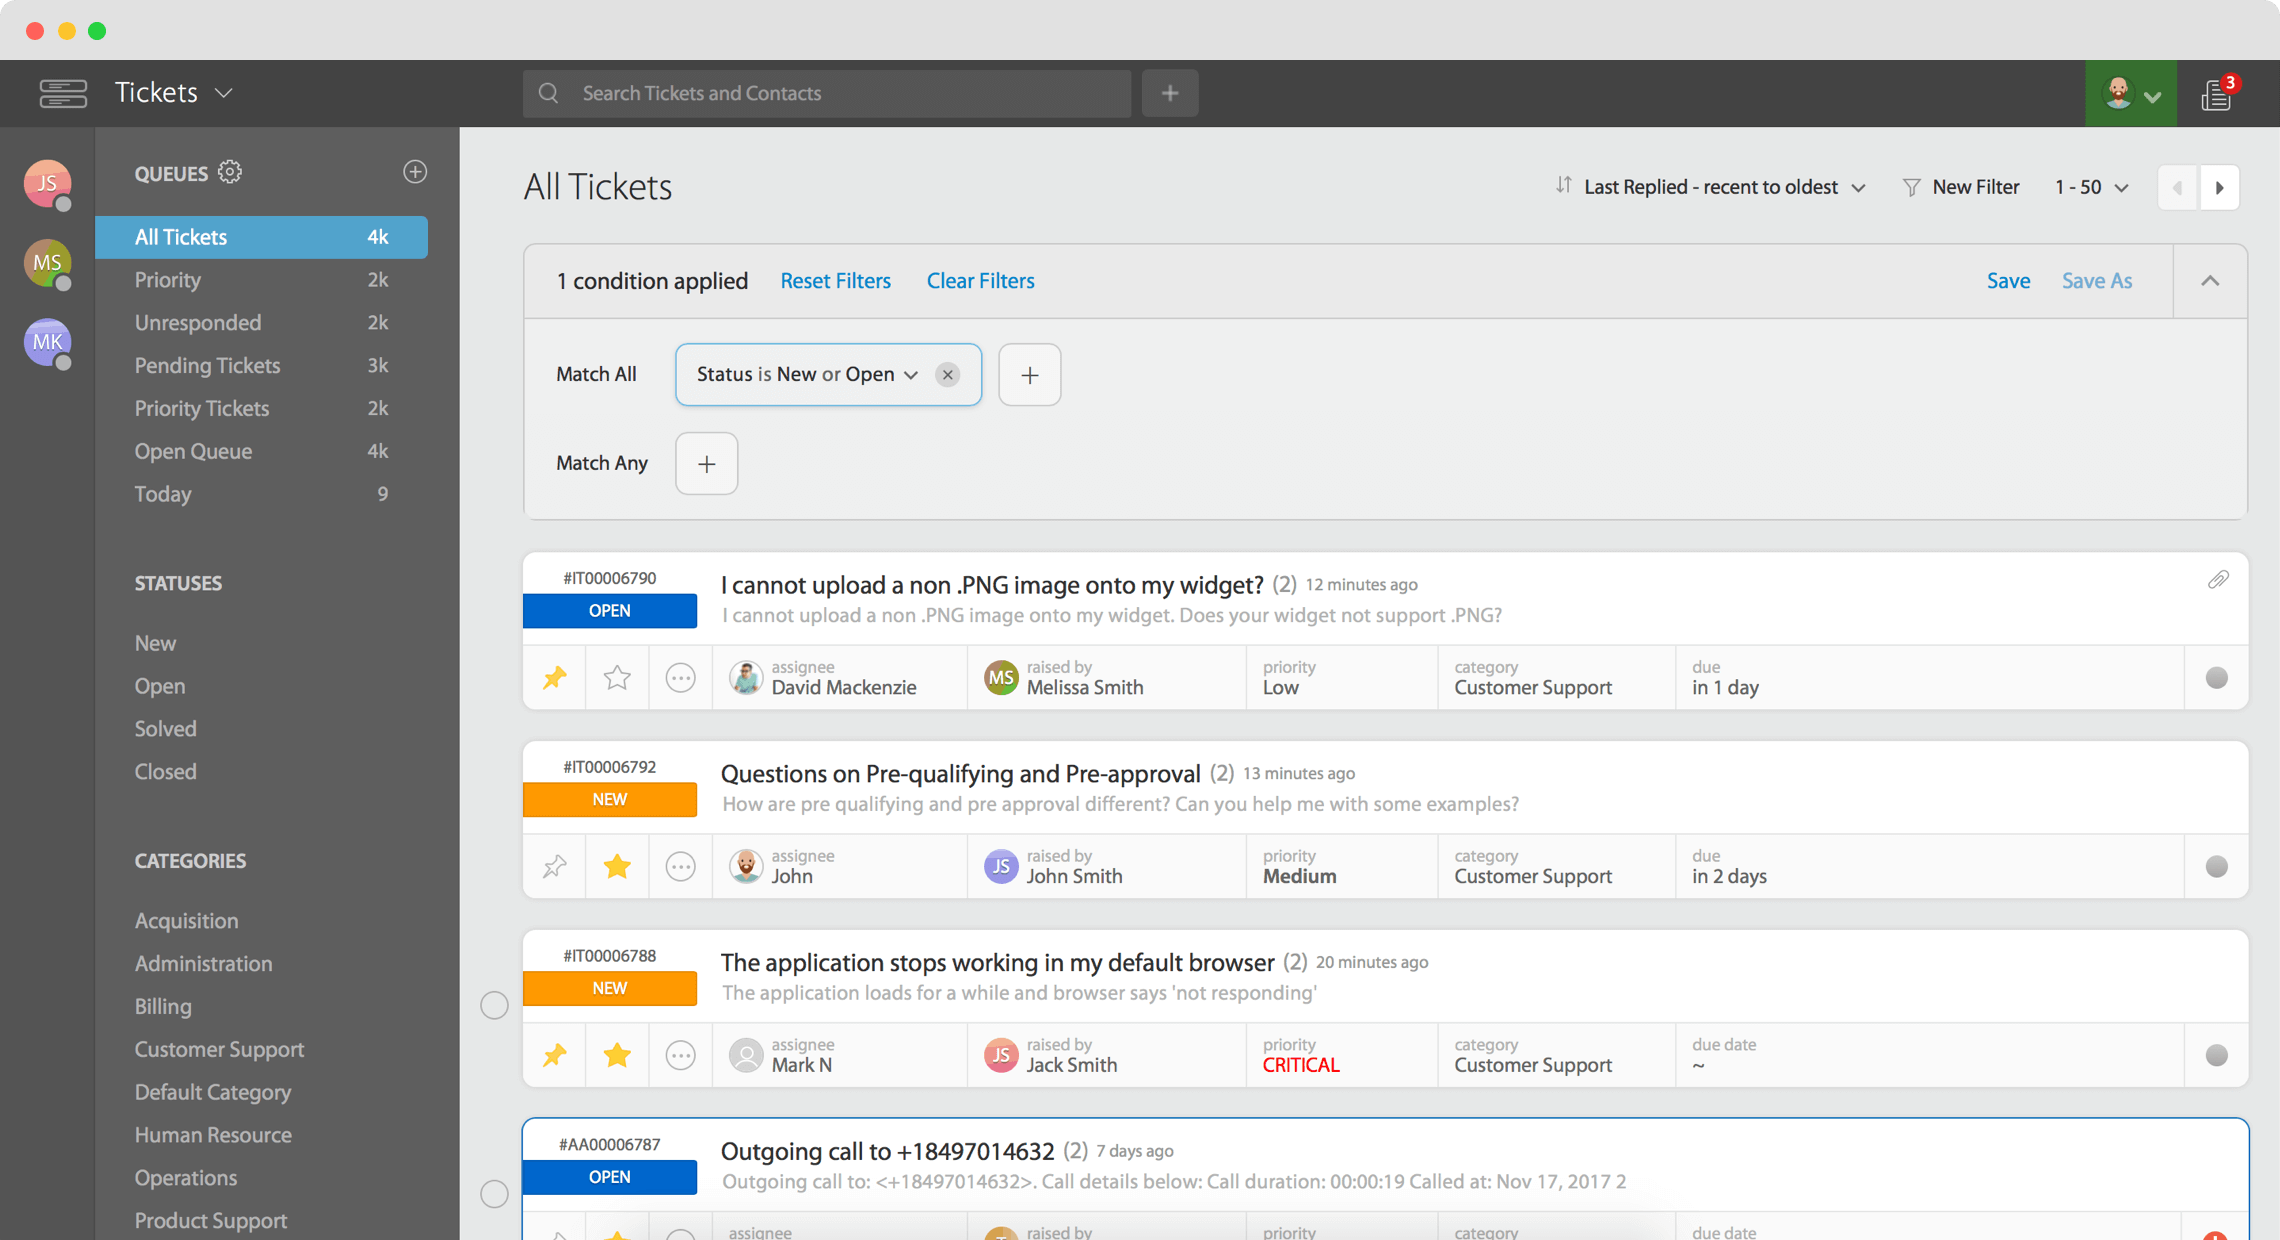 Tickets
Search Tickets and Contacts
3
JS
MS
MK
QUEUES
All Tickets 4k
Priority 2k
Unresponded 2k
Pending Tickets 3k
Priority Tickets 2k
Open Queue 4k
Today 9
STATUSES
New
Open
Solved
Closed
CATEGORIES
Acquisition
Administration
Billing
Customer Support
Default Category
Human Resource
Operations
Product Support
All Tickets
Last Replied - recent to oldest
New Filter
1 - 50
1 condition applied Reset Filters Clear Filters Save Save As
Match All Status is New or Open
Match Any
#IT00006790
OPEN
I cannot upload a non .PNG image onto my widget? (2) 12 minutes ago
I cannot upload a non .PNG image onto my widget. Does your widget not support .PNG?
assignee
David Mackenzie
MS
raised by
Melissa Smith
priority
Low
category
Customer Support
due
in 1 day
#IT00006792
NEW
Questions on Pre-qualifying and Pre-approval (2) 13 minutes ago
How are pre qualifying and pre approval different? Can you help me with some examples?
assignee
John
JS
raised by
John Smith
priority
Medium
category
Customer Support
due
in 2 days
#IT00006788
NEW
The application stops working in my default browser (2) 20 minutes ago
The application loads for a while and browser says 'not responding'
assignee
Mark N
JS
raised by
Jack Smith
priority
CRITICAL
category
Customer Support
due date
~
#AA00006787
OPEN
Outgoing call to +18497014632 (2) 7 days ago
Outgoing call to: <+18497014632>. Call details below: Call duration: 00:00:19 Called at: Nov 17, 2017 2
assignee
raised by
priority
category
due date